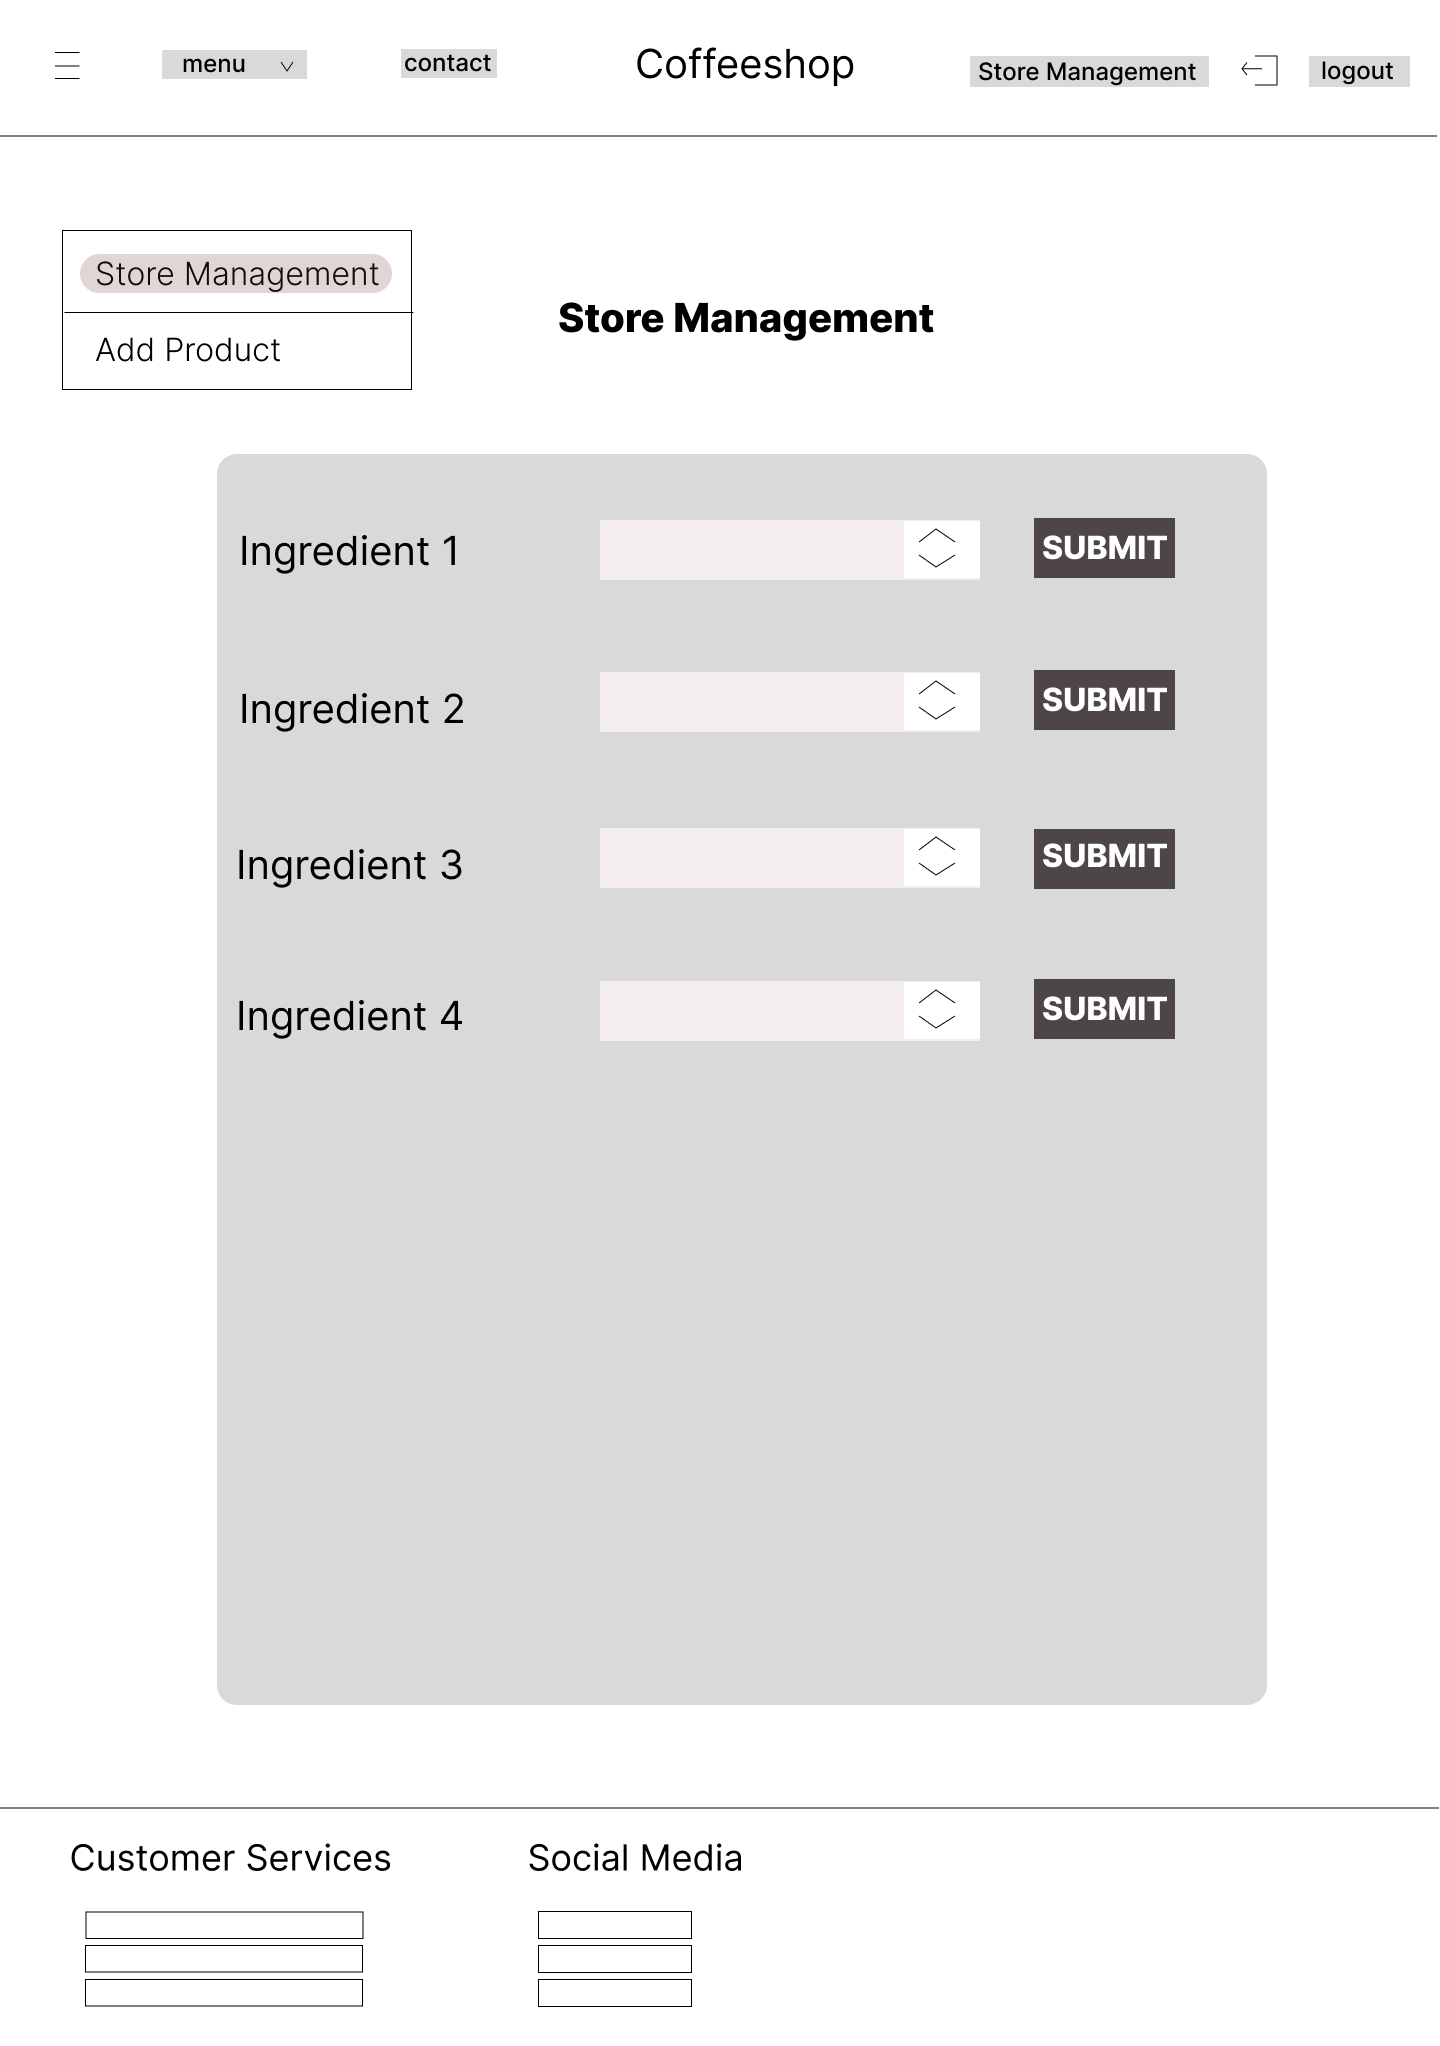 menu
contact
Coffeeshop
Store Management
logout
Store Management
Add Product
Store Management
Ingredient 1
SUBMIT
Ingredient 2
SUBMIT
Ingredient 3
SUBMIT
Ingredient 4
SUBMIT
Customer Services
Social Media